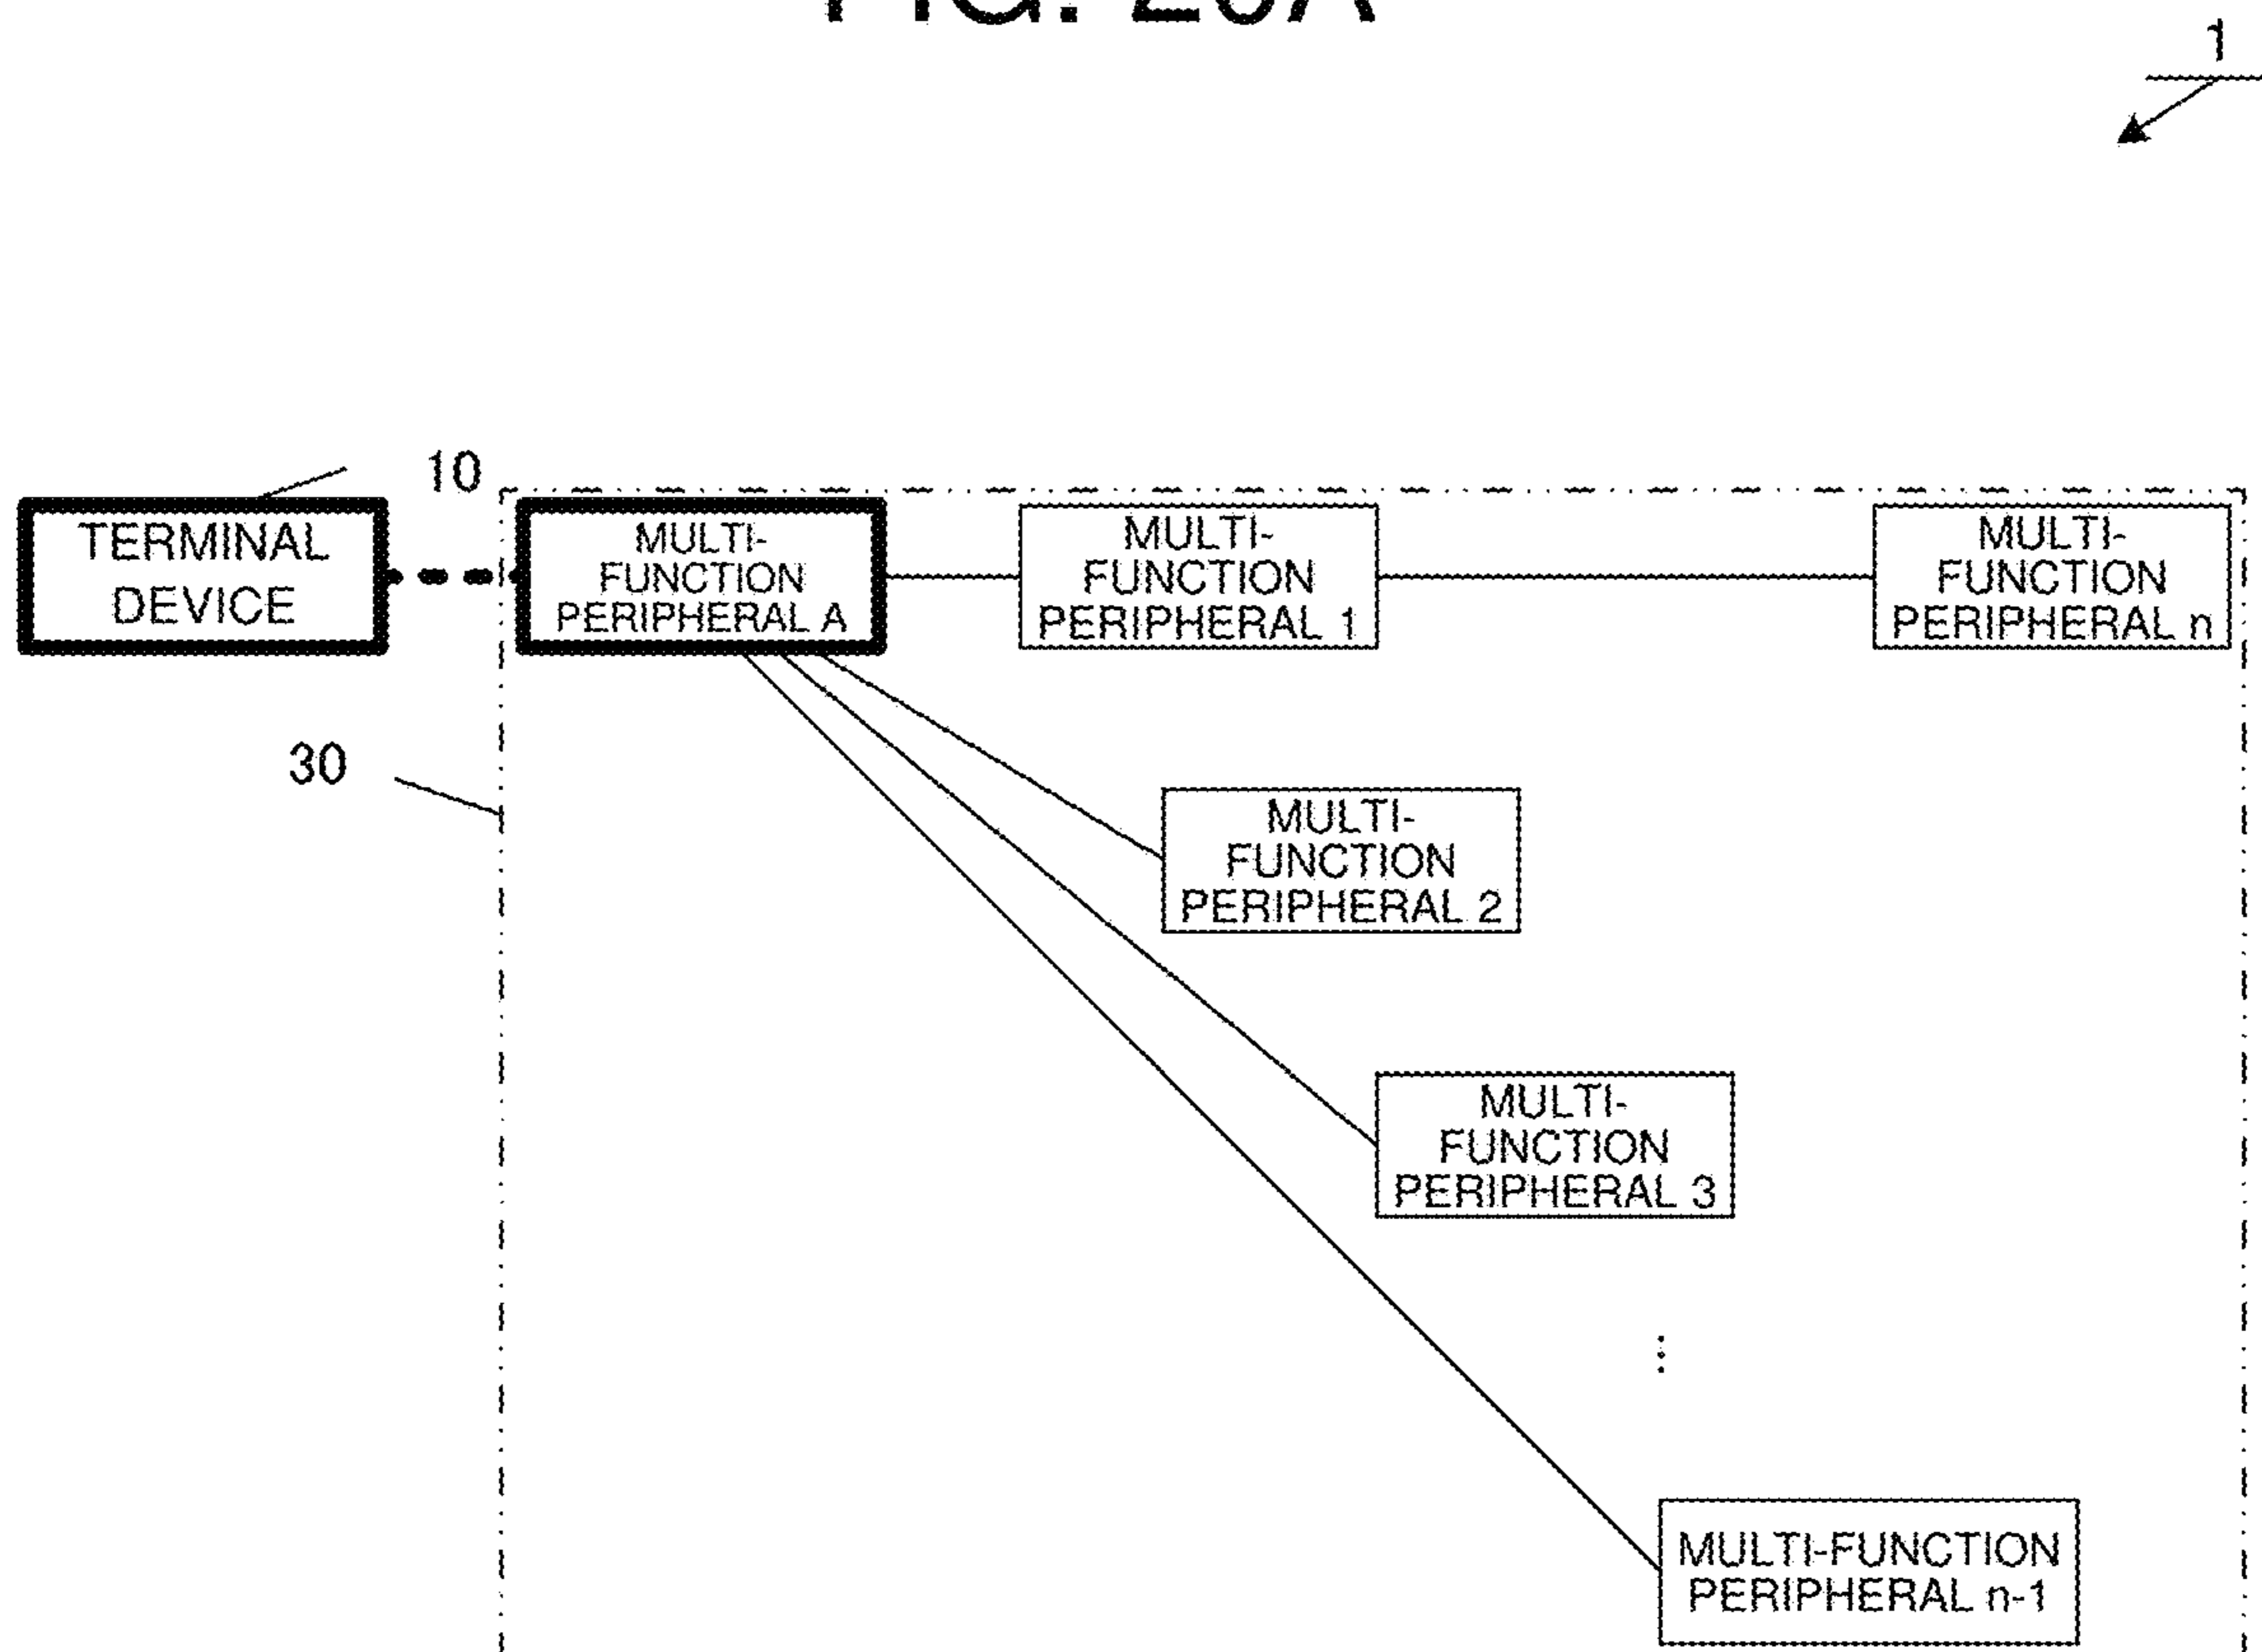 1
10
TERMINAL
DEVICE
MULTI-
FUNCTION
PERIPHERAL A
MULTI-
FUNCTION
PERIPHERAL 1
MULTI-
FUNCTION
PERIPHERAL n
30
MULTI-
FUNCTION
PERIPHERAL 2
MULTI-
FUNCTION
PERIPHERAL 3
⋮
MULTI-FUNCTION
PERIPHERAL n-1